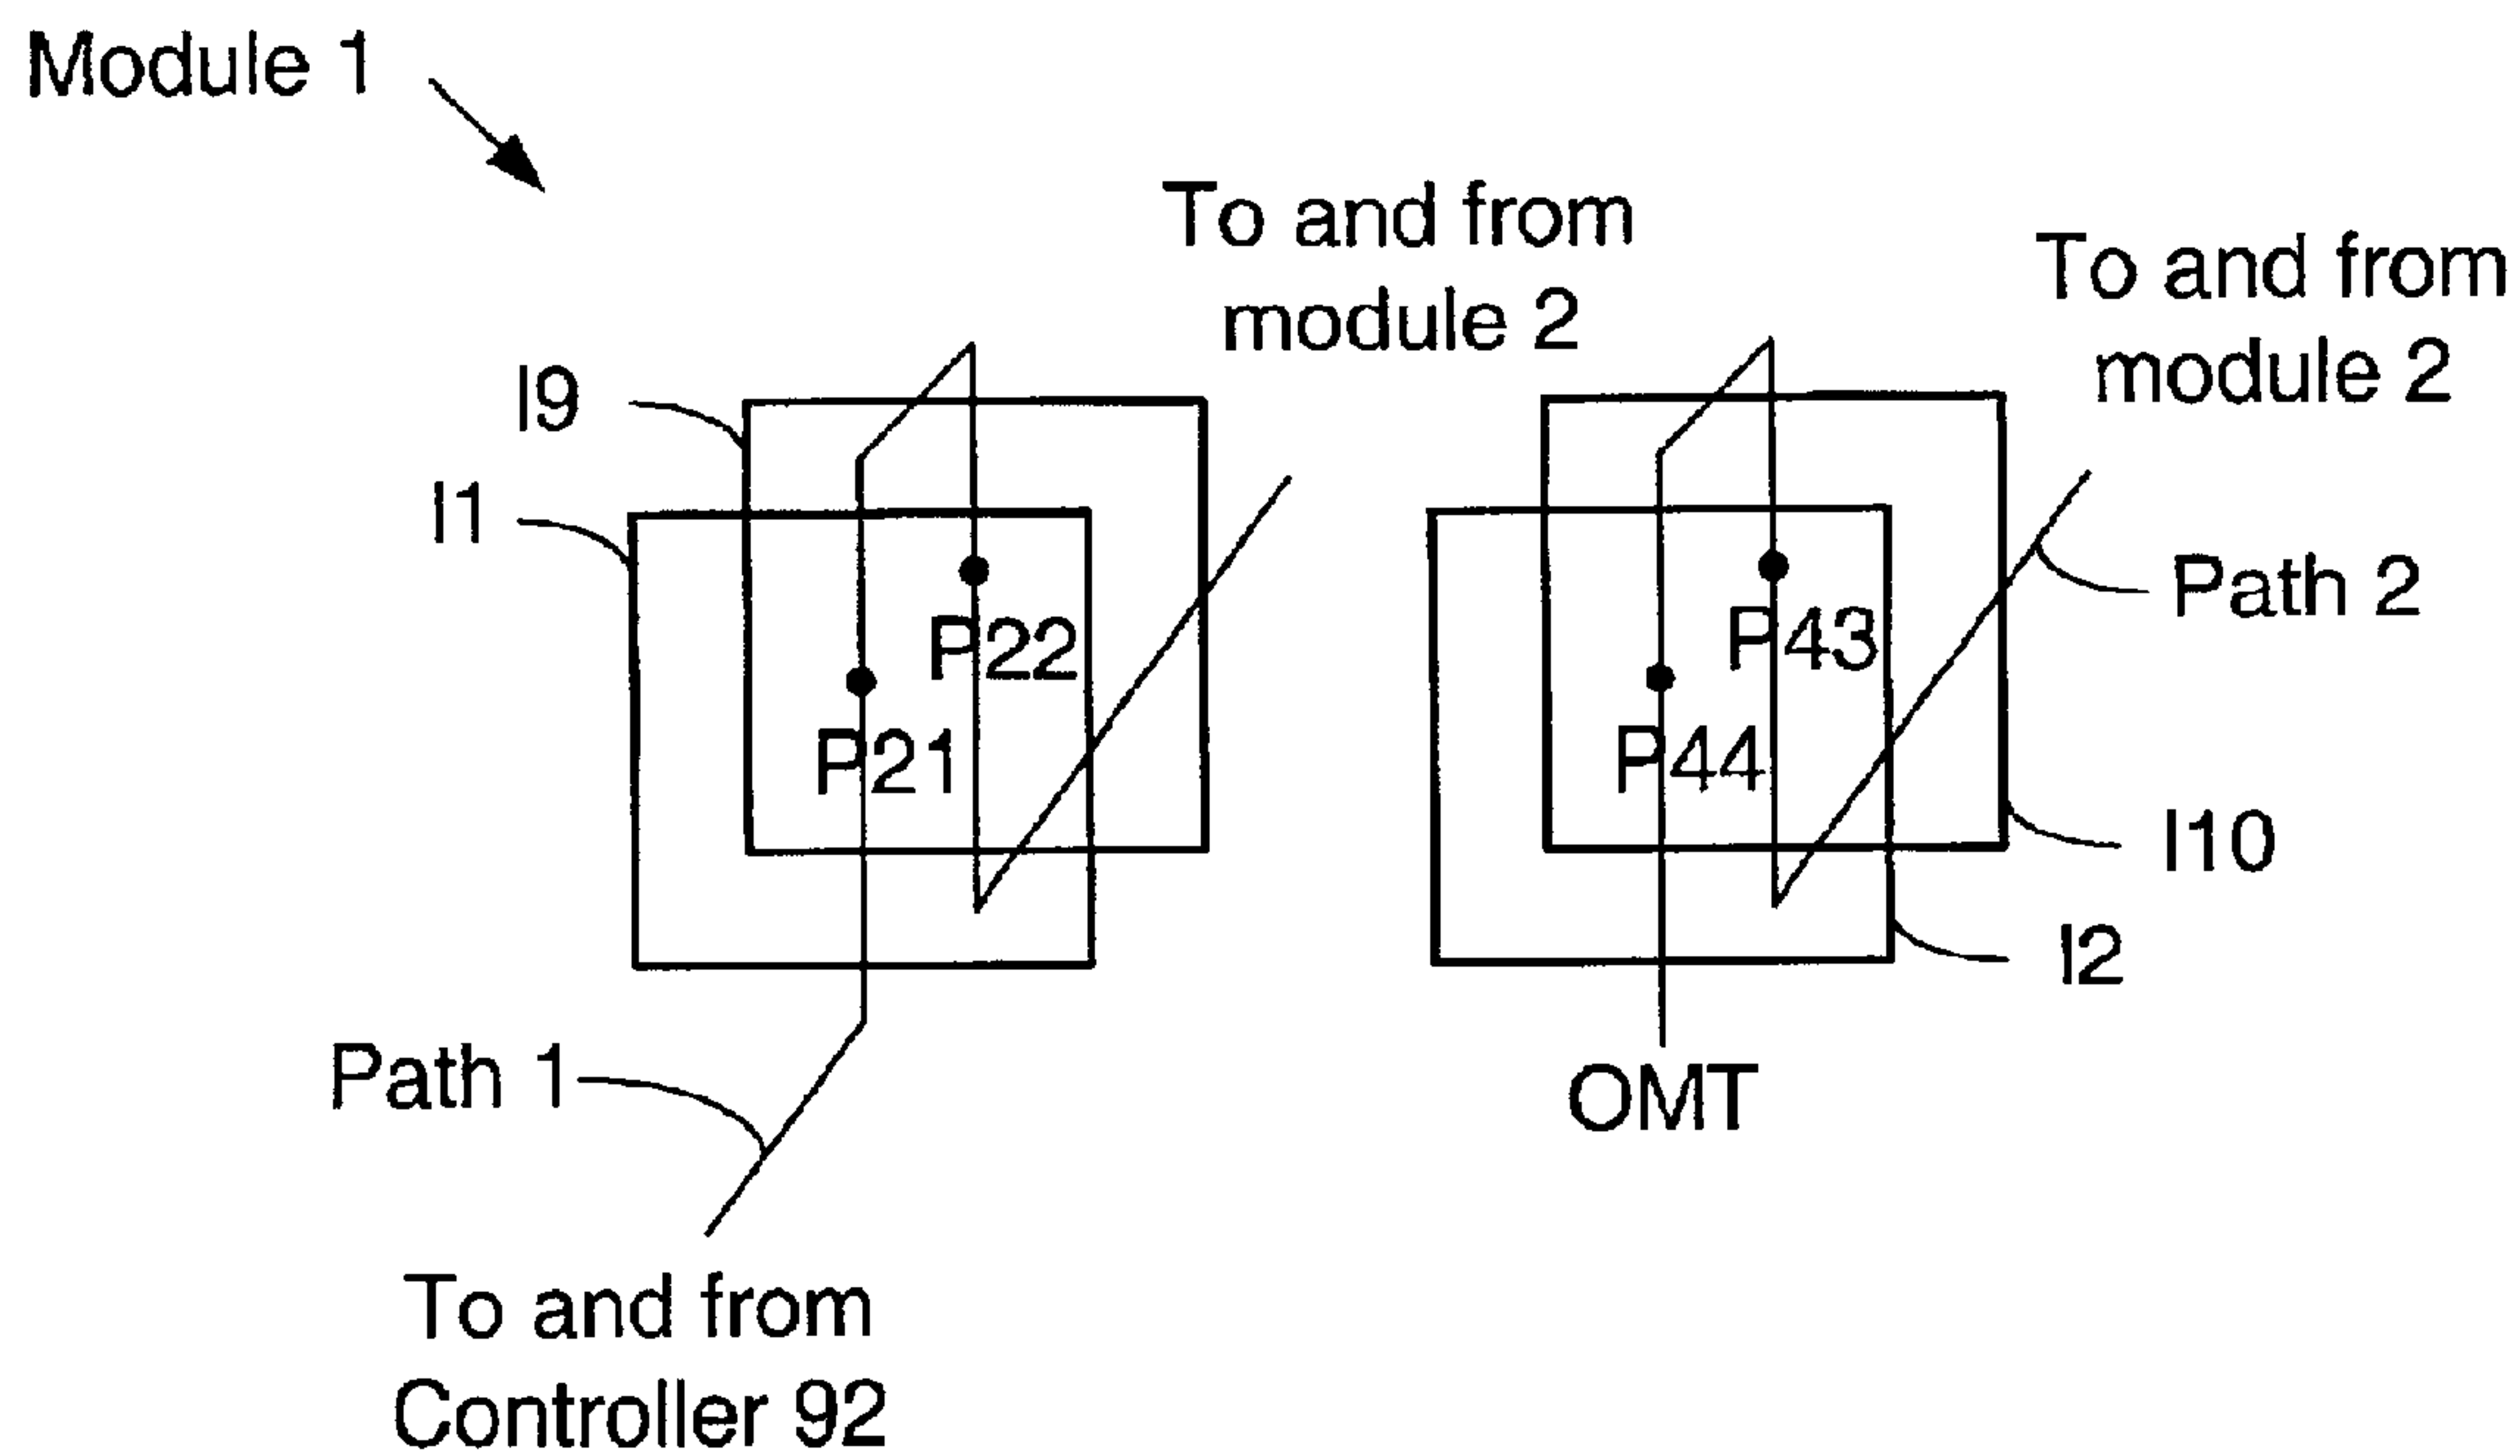 Module 1
To and from
module 2
To and from
module 2
I9
I1
P22
P21
P43
P44
Path 2
I10
I2
Path 1
OMT
To and from
Controller 92